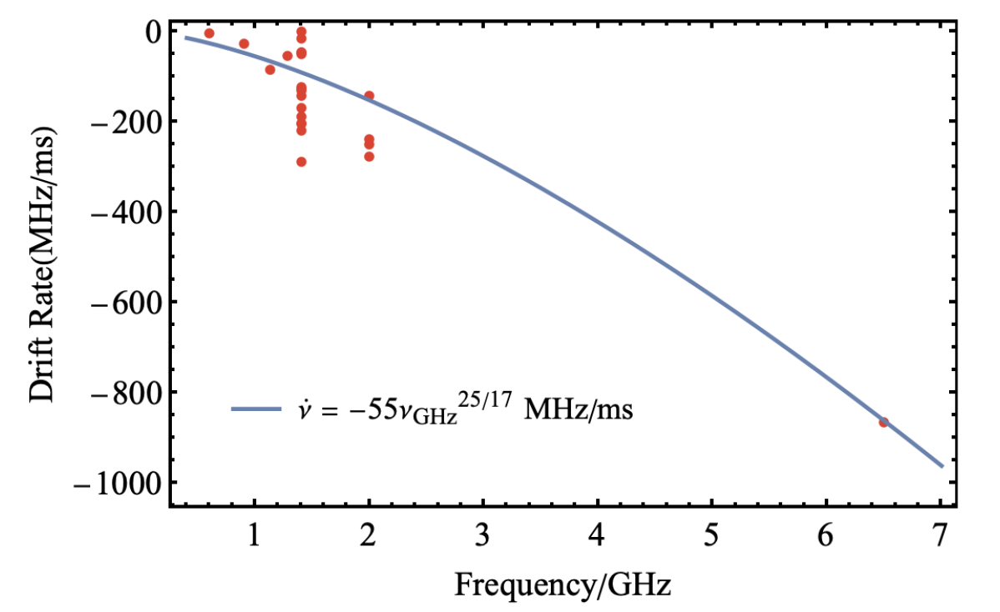 0
−200
−400
−600
−800
−1000
Drift Rate(MHz/ms)
ν̇ = −55ν_GHz^25/17 MHz/ms
1 2 3 4 5 6 7
Frequency/GHz